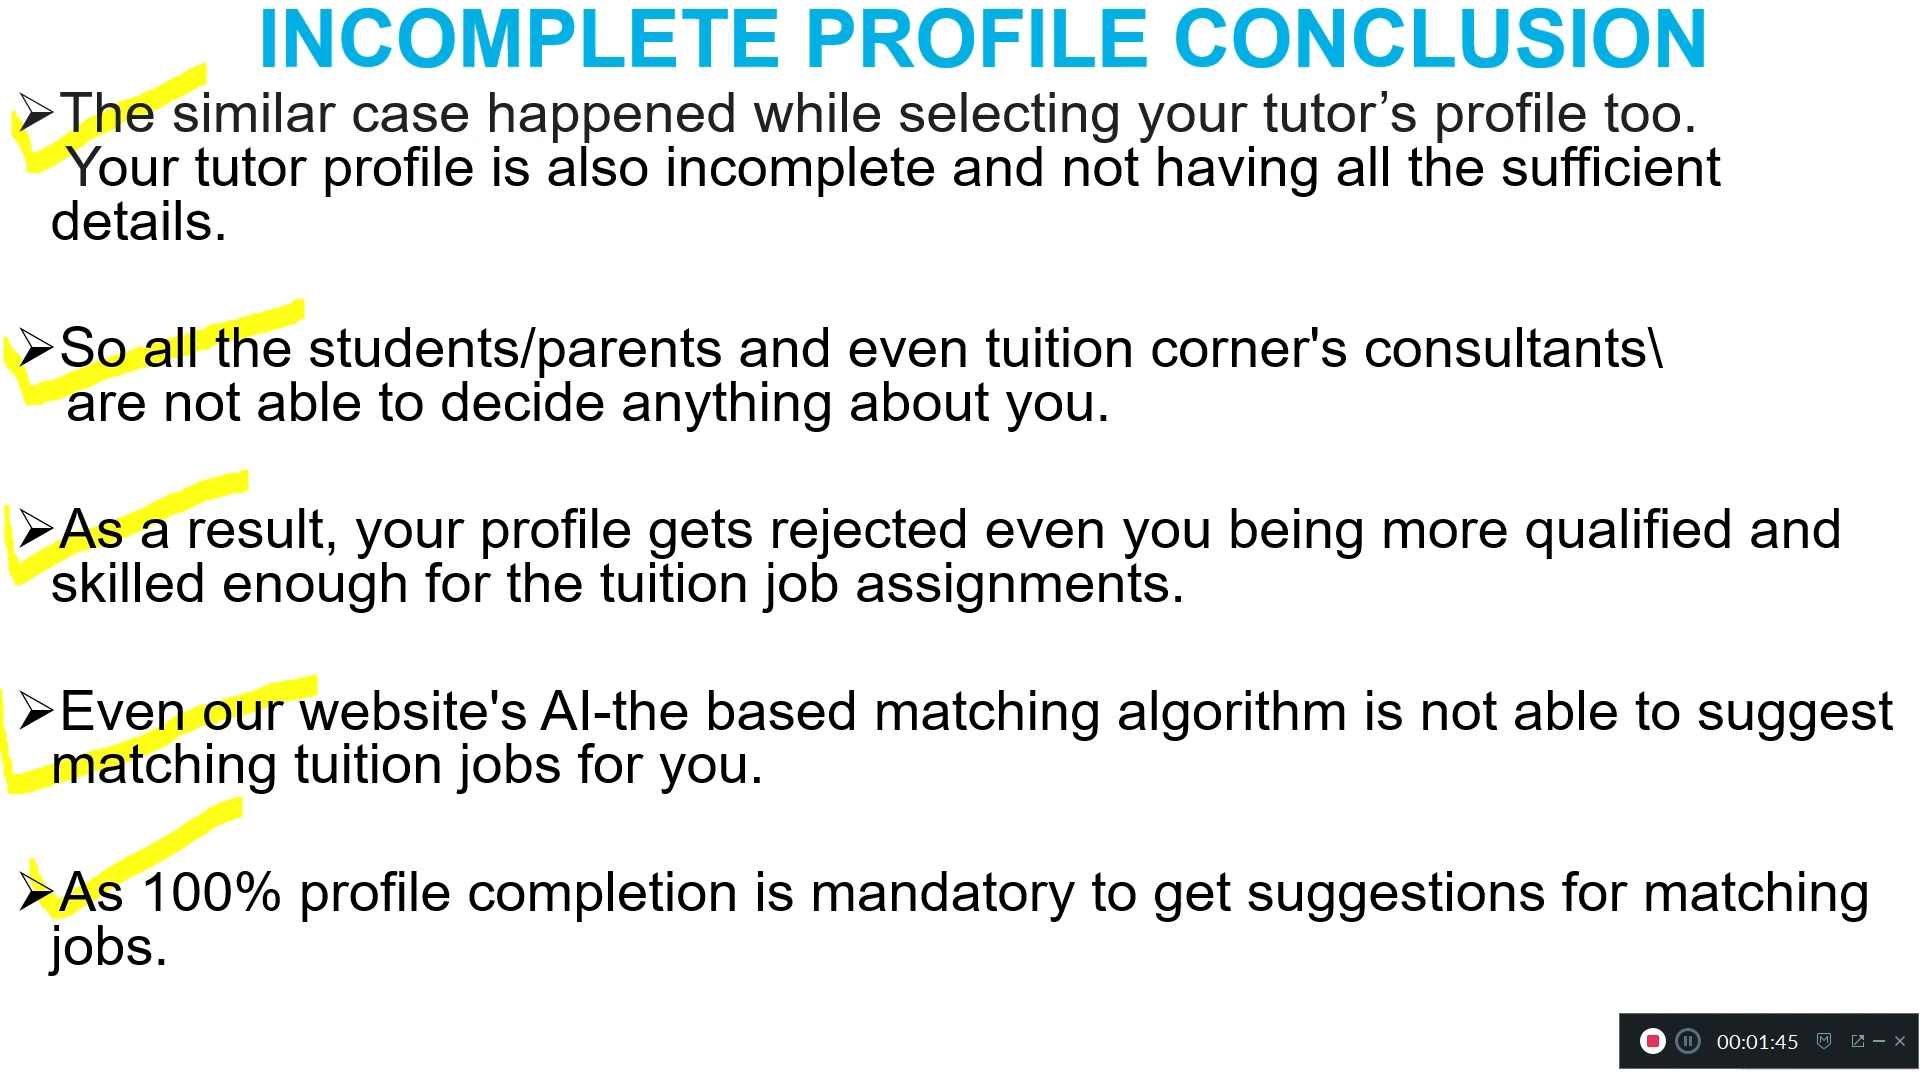 INCOMPLETE PROFILE CONCLUSION
➢The similar case happened while selecting your tutor’s profile too.
Your tutor profile is also incomplete and not having all the sufficient
details.
➢So all the students/parents and even tuition corner's consultants\
are not able to decide anything about you.
➢As a result, your profile gets rejected even you being more qualified and
skilled enough for the tuition job assignments.
➢Even our website's AI-the based matching algorithm is not able to suggest
matching tuition jobs for you.
➢As 100% profile completion is mandatory to get suggestions for matching
jobs.
00:01:45